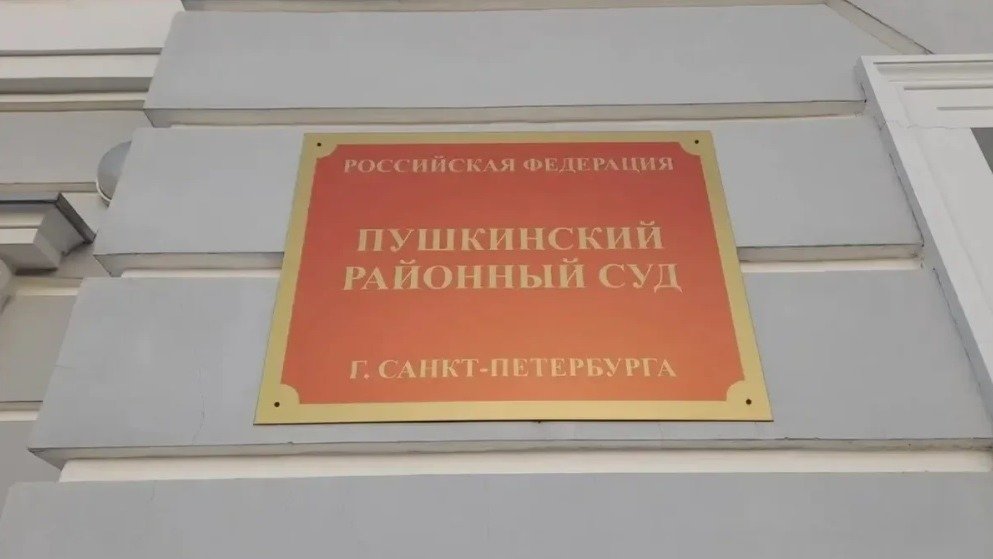 РОССИЙСКАЯ ФЕДЕРАЦИЯ
ПУШКИНСКИЙ
РАЙОННЫЙ СУД
Г. САНКТ-ПЕТЕРБУРГА